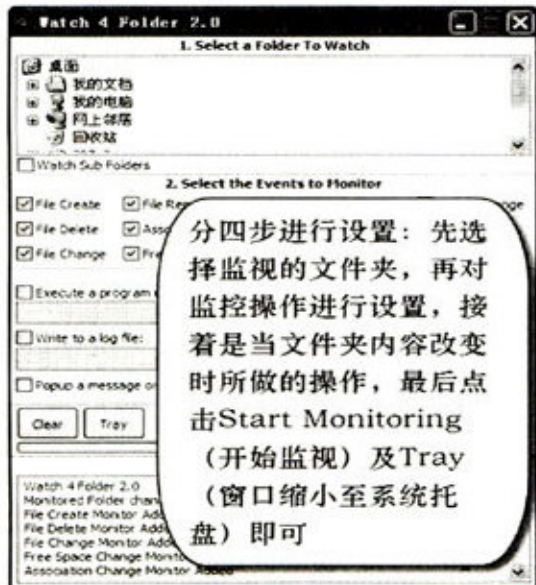 Watch 4 Folder 2.0
1. Select a Folder To Watch
桌面
我的文档
我的电脑
网上邻居
回收站
Watch Sub Folders
2. Select the Events to Monitor
File Create
File Delete
File Change
Execute a program
Write to a log file:
Popup a message
Clear Tray
分四步进行设置：先选
择监视的文件夹，再对
监控操作进行设置，接
着是当文件夹内容改变
时所做的操作，最后点
击Start Monitoring
（开始监视）及Tray
（窗口缩小至系统托
盘）即可
Watch 4 Folder 2.0
Monitored Folder
File Create Monitor
File Delete Monitor
File Change Monitor
Free Space Change
Association Change Monitor Added